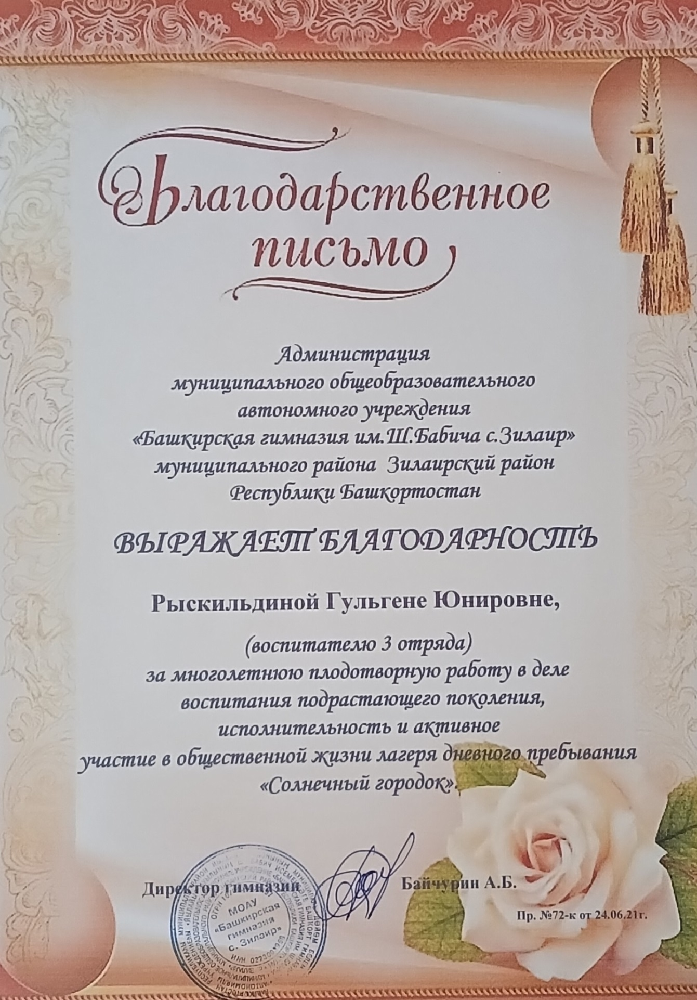 Благодарственное
письмо
Администрация
муниципального общеобразовательного
автономного учреждения
«Башкирская гимназия им.Ш.Бабича с.Зилаир»
муниципального района Зилаирский район
Республики Башкортостан
ВЫРАЖАЕТ БЛАГОДАРНОСТЬ
Рыскильдиной Гульгене Юнировне,
(воспитателю 3 отряда)
за многолетнюю плодотворную работу в деле
воспитания подрастающего поколения,
исполнительность и активное
участие в общественной жизни лагеря дневного пребывания
«Солнечный городок».
Директор гимназии Байчурин А.Б.
Пр. №72-к от 24.06.21г.
МОАУ
«Башкирская
гимназия
с. Зилаир»